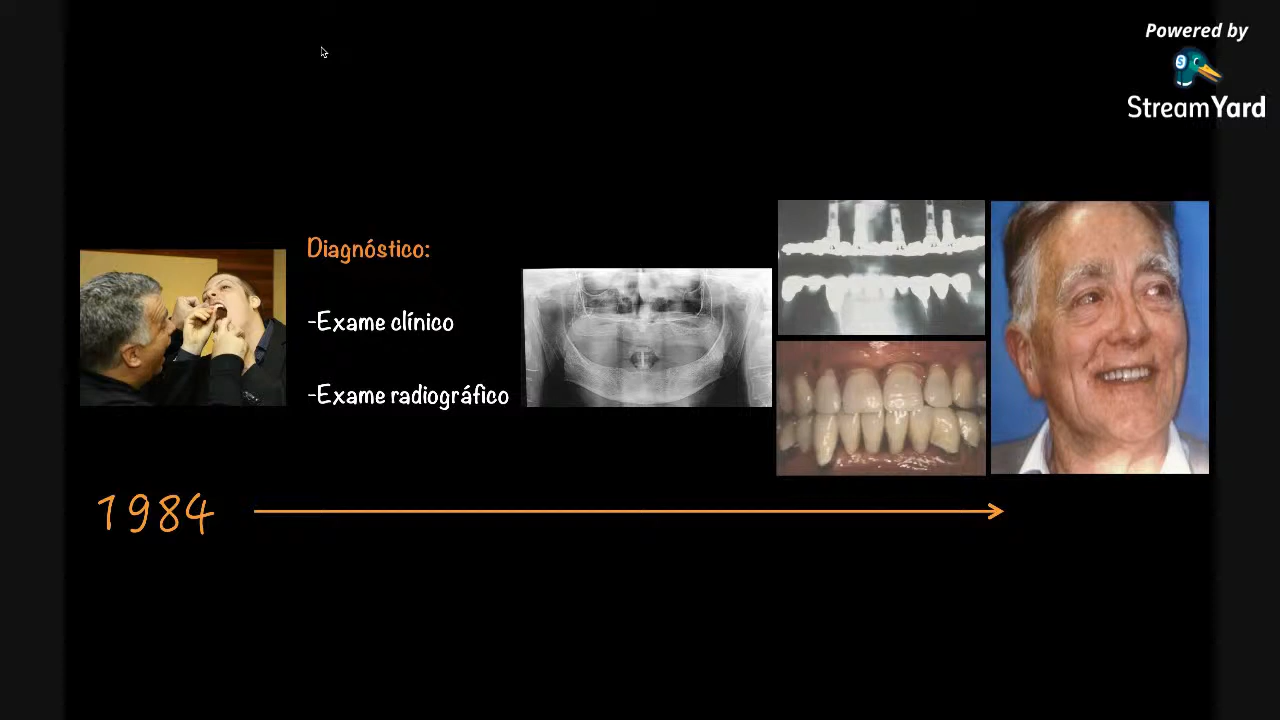 Powered by
StreamYard
Diagnóstico:
-Exame clínico
-Exame radiográfico
1984